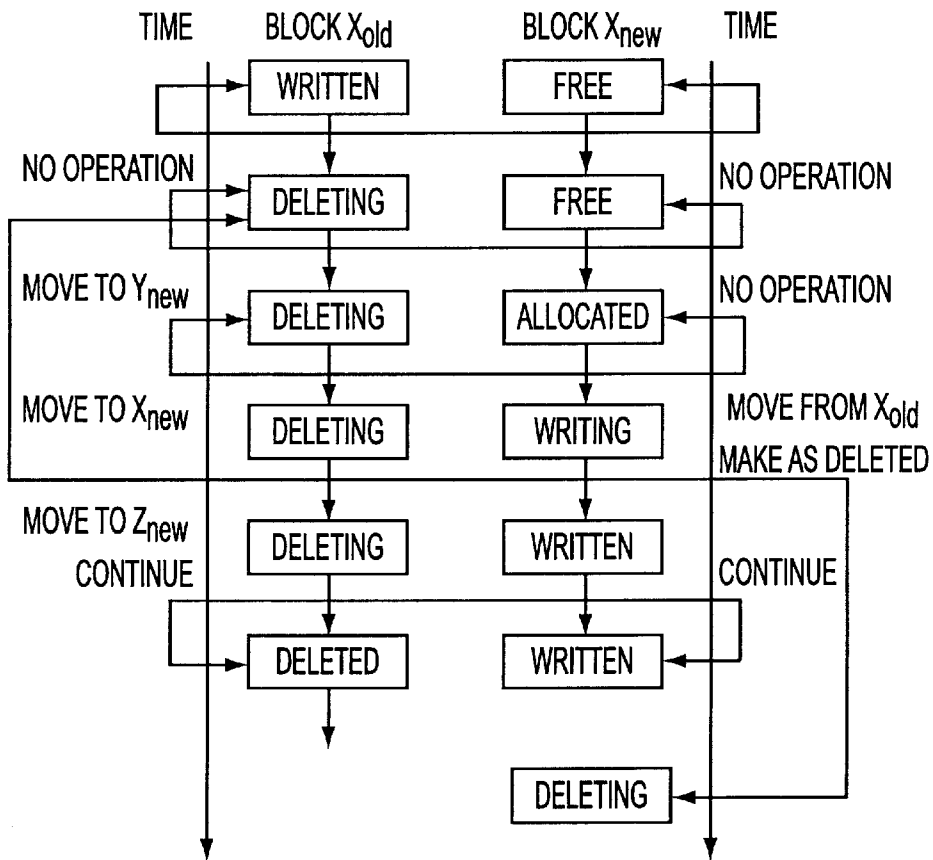 TIME BLOCK Xold BLOCK Xnew TIME
WRITTEN FREE
NO OPERATION
DELETING FREE NO OPERATION
MOVE TO Ynew
DELETING ALLOCATED NO OPERATION
MOVE TO Xnew
DELETING WRITING MOVE FROM Xold
MAKE AS DELETED
MOVE TO Znew
DELETING WRITTEN
CONTINUE CONTINUE
DELETED WRITTEN
DELETING